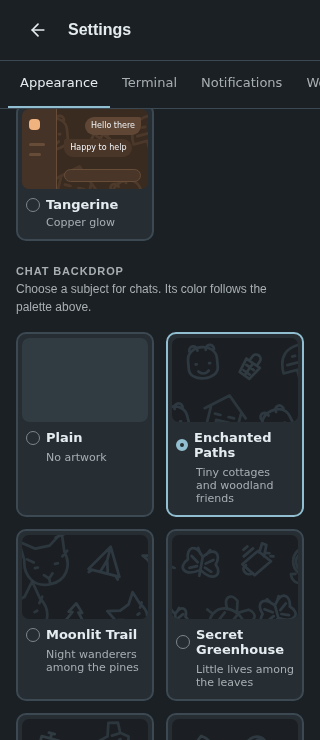 Settings
Appearance Terminal Notifications
Hello there
Happy to help
Tangerine
Copper glow
CHAT BACKDROP
Choose a subject for chats. Its color follows the
palette above.
Plain
No artwork
Enchanted
Paths
Tiny cottages
and woodland
friends
Moonlit Trail
Night wanderers
among the pines
Secret
Greenhouse
Little lives among
the leaves